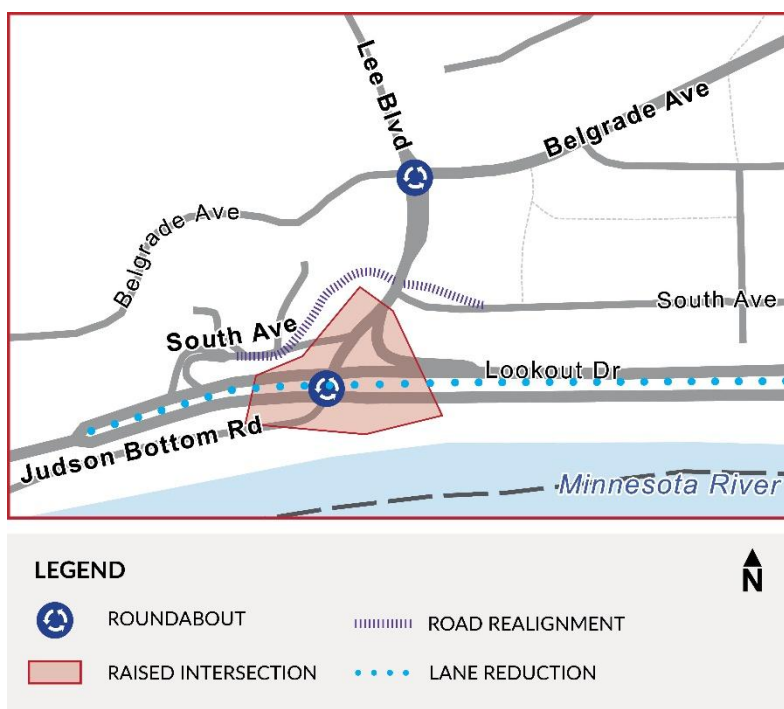 Lee Blvd
Belgrade Ave
Belgrade Ave
South Ave
South Ave
Lookout Dr
Judson Bottom Rd
Minnesota River
LEGEND
N
ROUNDABOUT
ROAD REALIGNMENT
RAISED INTERSECTION
LANE REDUCTION